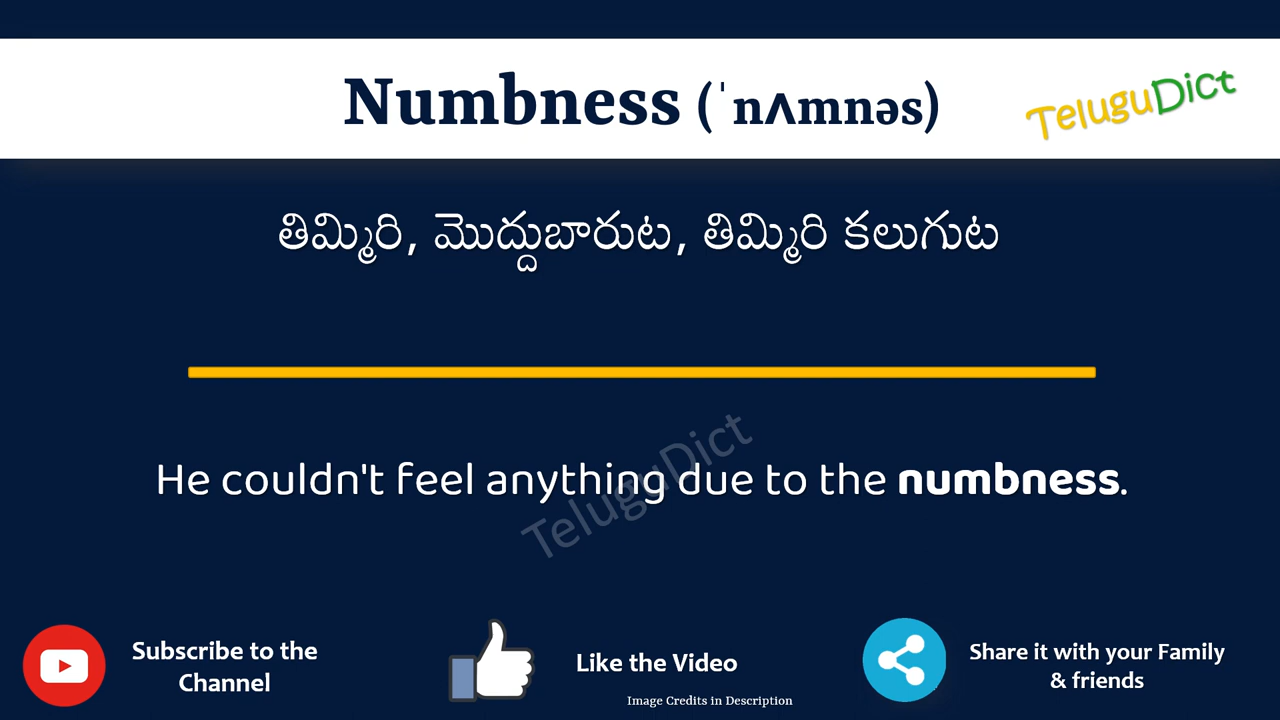 Numbness (ˈnʌmnəs)
TeluguDict
తిమ్మిరి, మొద్దుబారుట, తిమ్మిరి కలుగుట
He couldn't feel anything due to the numbness.
TeluguDict
Subscribe to the
Channel
Like the Video
Share it with your Family
& friends
Image Credits in Description